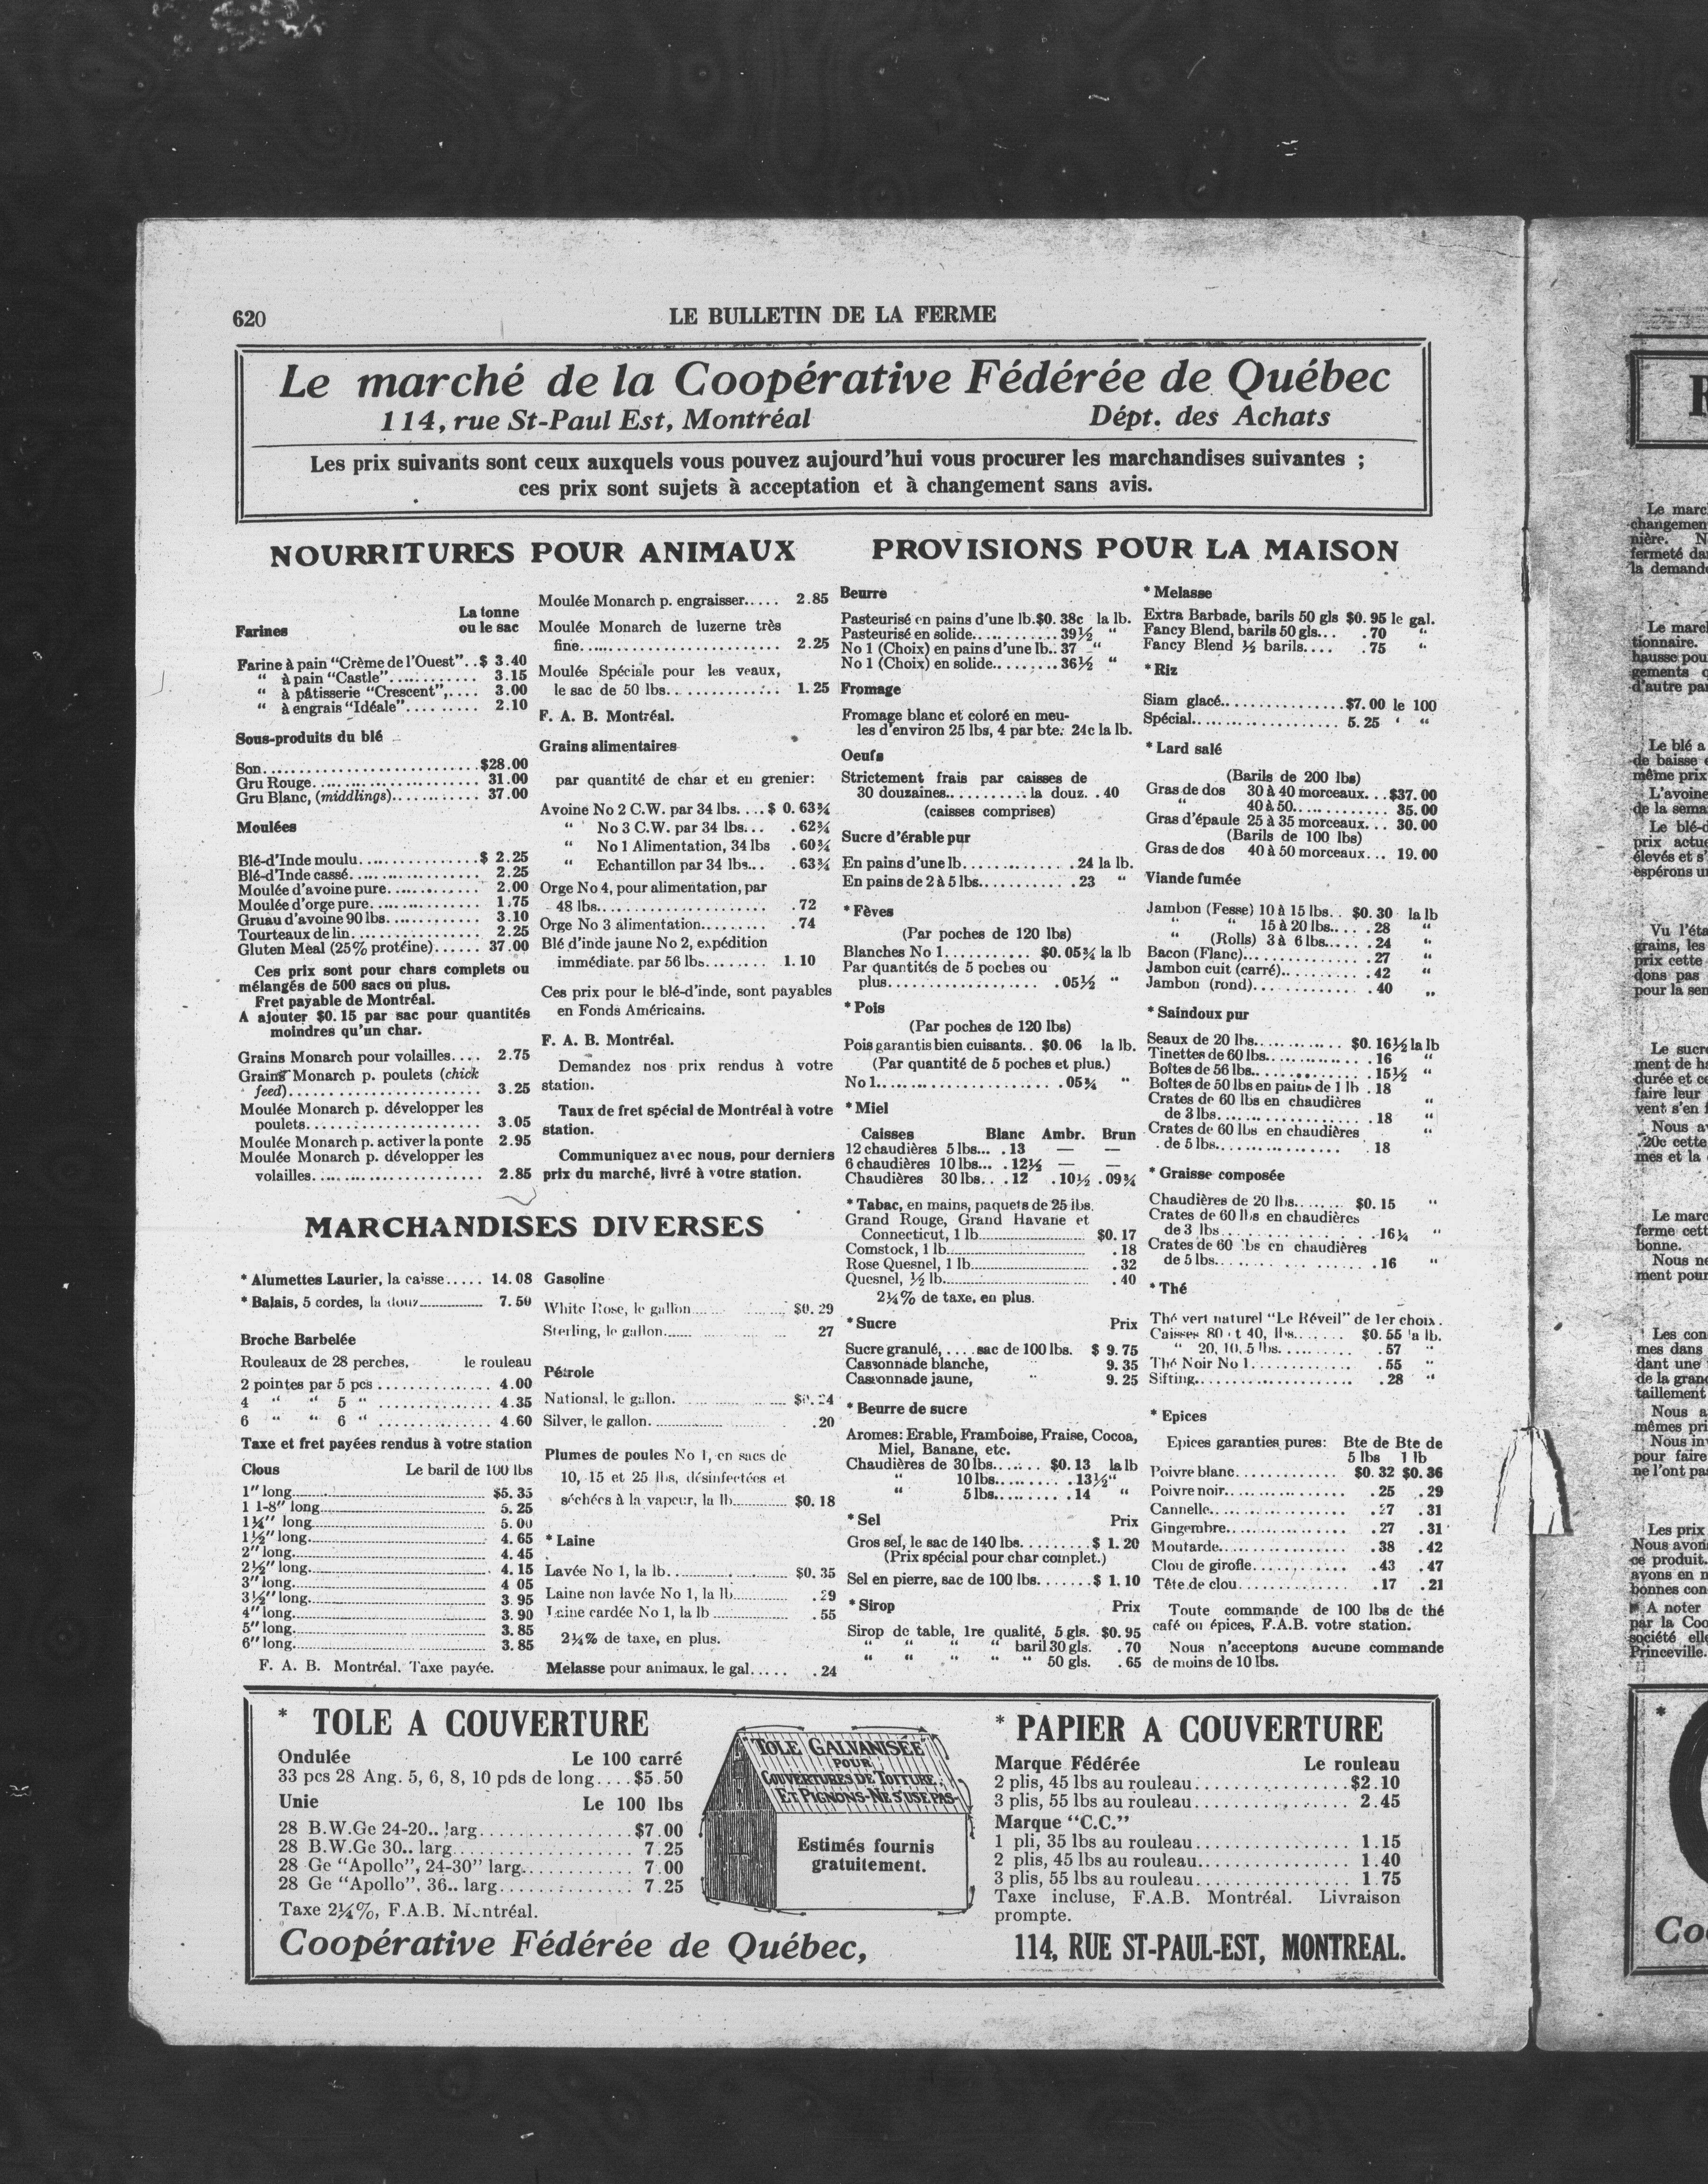 620
LE BULLETIN DE LA FERME
Le marché de la Coopérative Fédérée de Québec
114, rue St-Paul Est, Montréal Dépt. des Achats
Les prix suivants sont ceux auxquels vous pouvez aujourd'hui vous procurer les marchandises suivantes ;
ces prix sont sujets à acceptation et à changement sans avis.
NOURRITURES POUR ANIMAUX
La tonne
Farines ou le sac
Farine à pain "Crème de l'Ouest"..$ 3.40
" à pain "Castle"........... 3.15
" à pâtisserie "Crescent",.... 3.00
" à engrais "Idéale"......... 2.10
Sous-produits du blé
Son..........................$28.00
Gru Rouge.................... 31.00
Gru Blanc, (middlings)........... 37.00
Moulées
Blé-d'Inde moulu...............$ 2.25
Blé-d'Inde cassé................ 2.25
Moulée d'avoine pure............ 2.00
Moulée d'orge pure.............. 1.75
Gruau d'avoine 90 lbs............ 3.10
Tourteaux de lin................. 2.25
Gluten Meal (25% protéine)...... 37.00
Ces prix sont pour chars complets ou
mélangés de 500 sacs ou plus.
Fret payable de Montréal.
A ajouter $0.15 par sac pour quantités
moindres qu'un char.
Grains Monarch pour volailles.... 2.75
Grains Monarch p. poulets (chick
feed)........................ 3.25
Moulée Monarch p. développer les
poulets...................... 3.05
Moulée Monarch p. activer la ponte 2.95
Moulée Monarch p. développer les
volailles...................... 2.85
Moulée Monarch p. engraisser..... 2.85
Moulée Monarch de luzerne très
fine.......................... 2.25
Moulée Spéciale pour les veaux,
le sac de 50 lbs............... 1.25
F. A. B. Montréal.
Grains alimentaires
par quantité de char et en grenier:
Avoine No 2 C.W. par 34 lbs....$ 0.63¾
" No 3 C.W. par 34 lbs... .62¾
" No 1 Alimentation, 34 lbs .60¾
" Echantillon par 34 lbs... .63¾
Orge No 4, pour alimentation, par
48 lbs...................... .72
Orge No 3 alimentation......... .74
Blé d'inde jaune No 2, expédition
immédiate. par 56 lbs......... 1.10
Ces prix pour le blé-d'inde, sont payables
en Fonds Américains.
F. A. B. Montréal.
Demandez nos prix rendus à votre
station.
Taux de fret spécial de Montréal à votre
station.
Communiquez avec nous, pour derniers
prix du marché, livré à votre station.
MARCHANDISES DIVERSES
* Alumettes Laurier, la caisse..... 14.08
* Balais, 5 cordes, la douz........ 7.50
Broche Barbelée
Rouleaux de 28 perches, le rouleau
2 pointes par 5 pcs ............... 4.00
4 " " 5 " ............... 4.35
6 " " 6 " ............... 4.60
Taxe et fret payées rendus à votre station
Clous Le baril de 100 lbs
1" long........................ $5.35
1 1-8" long.................... 5.25
1¼" long..................... 5.00
1½" long..................... 4.65
2" long........................ 4.45
2½" long..................... 4.15
3" long........................ 4 05
3½" long..................... 3.95
4" long........................ 3.90
5" long........................ 3.85
6" long........................ 3.85
F. A. B. Montréal. Taxe payée.
Gasoline
White Rose, le gallon............ $0.29
Sterling, le gallon............... 27
Pétrole
National, le gallon.............. $0.24
Silver, le gallon................. .20
Plumes de poules No 1, en sacs de
10, 15 et 25 lbs, désinfectées et
séchées à la vapeur, la lb........ $0.18
* Laine
Lavée No 1, la lb................ $0.35
Laine non lavée No 1, la lb....... .29
Laine cardée No 1, la lb.......... .55
2¼% de taxe, en plus.
Melasse pour animaux, le gal..... .24
PROVISIONS POUR LA MAISON
Beurre
Pasteurisé en pains d'une lb.$0.38c la lb.
Pasteurisé en solide............39½ "
No 1 (Choix) en pains d'une lb..37 "
No 1 (Choix) en solide.........36½ "
Fromage
Fromage blanc et coloré en meu-
les d'environ 25 lbs, 4 par bte: 24c la lb.
Oeufs
Strictement frais par caisses de
30 douzaines...........la douz. .40
(caisses comprises)
Sucre d'érable pur
En pains d'une lb..............24 la lb.
En pains de 2 à 5 lbs...........23 "
* Fèves
(Par poches de 120 lbs)
Blanches No 1........... $0.05¾ la lb
Par quantités de 5 poches ou
plus................... .05½ "
* Pois
(Par poches de 120 lbs)
Pois garantis bien cuisants.. $0.06 la lb.
(Par quantité de 5 poches et plus.)
No 1....................... .05¾ "
* Miel
Caisses Blanc Ambr. Brun
12 chaudières 5 lbs... .13 — —
6 chaudières 10 lbs... .12½ — —
Chaudières 30 lbs.. .12 .10½ .09¾
* Tabac, en mains, paquets de 25 lbs.
Grand Rouge, Grand Havane et
Connecticut, 1 lb............... $0.17
Comstock, 1 lb................... .18
Rose Quesnel, 1 lb............... .32
Quesnel, ½ lb................... .40
2¼% de taxe, en plus.
* Sucre Prix
Sucre granulé,.....sac de 100 lbs. $ 9.75
Cassonnade blanche, " 9.35
Cassonnade jaune, " 9.25
* Beurre de sucre
Aromes: Erable, Framboise, Fraise, Cocoa,
Miel, Banane, etc.
Chaudières de 30 lbs....... $0.13 la lb
" 10 lbs..........13½ "
" 5 lbs..........14 "
* Sel Prix
Gros sel, le sac de 140 lbs.........$ 1.20
(Prix spécial pour char complet.)
Sel en pierre, sac de 100 lbs.......$ 1.10
* Sirop Prix
Sirop de table, 1re qualité, 5 gls. $0.95
" " " " baril 30 gls. .70
" " " " " 50 gls. .65
* Melasse
Extra Barbade, barils 50 gls $0.95 le gal.
Fancy Blend, barils 50 gls... .70 "
Fancy Blend ½ barils.... .75 "
* Riz
Siam glacé................$7.00 le 100
Spécial.................... 5.25 ' "
* Lard salé
(Barils de 200 lbs)
Gras de dos 30 à 40 morceaux...$37.00
" 40 à 50............ 35.00
Gras d'épaule 25 à 35 morceaux... 30.00
(Barils de 100 lbs)
Gras de dos 40 à 50 morceaux... 19.00
Viande fumée
Jambon (Fesse) 10 à 15 lbs.. $0.30 la lb
" " 15 à 20 lbs.... .28 "
" (Rolls) 3 à 6 lbs..... .24 "
Bacon (Flanc)................ .27 "
Jambon cuit (carré)........... .42 "
Jambon (rond)............... .40 "
* Saindoux pur
Seaux de 20 lbs............ $0.16½ la lb
Tinettes de 60 lbs............. .16 "
Boîtes de 56 lbs............... .15½ "
Boîtes de 50 lbs en pains de 1 lb .18
Crates de 60 lbs en chaudières "
de 3 lbs.................... .18 "
Crates de 60 lbs en chaudières "
de 5 lbs................... 18
* Graisse composée
Chaudières de 20 lbs....... $0.15 "
Crates de 60 lbs en chaudières
de 3 lbs.....................16¼ "
Crates de 60 lbs en chaudières
de 5 lbs.................... .16 "
* Thé
Thé vert naturel "Le Réveil" de 1er choix.
Caisses 80 et 40, lbs....... $0.55 la lb.
" 20, 10, 5 lbs.......... .57 "
Thé Noir No 1............. .55 "
Sifting..................... .28 "
* Epices
Epices garanties pures: Bte de Bte de
5 lbs 1 lb
Poivre blanc.............. $0.32 $0.36
Poivre noir................. .25 .29
Cannelle................... .27 .31
Gingembre................. .27 .31
Moutarde.................. .38 .42
Clou de girofle.............. .43 .47
Tête de clou................ .17 .21
Toute commande de 100 lbs de thé
café ou épices, F.A.B. votre station.
Nous n'acceptons aucune commande
de moins de 10 lbs.
* TOLE A COUVERTURE
Ondulée Le 100 carré
33 pcs 28 Ang. 5, 6, 8, 10 pds de long....$5.50
Unie Le 100 lbs
28 B.W.Ge 24-20.. larg................$7.00
28 B.W.Ge 30.. larg................... 7.25
28 Ge "Apollo", 24-30" larg............ 7.00
28 Ge "Apollo", 36.. larg.............. 7.25
Taxe 2¼%, F.A.B. Montréal.
TOLE GALVANISÉE
POUR
COUVERTURES DE TOITURE.
ET PIGNONS-NE S'USE PAS-
Estimés fournis
gratuitement.
* PAPIER A COUVERTURE
Marque Fédérée Le rouleau
2 plis, 45 lbs au rouleau................$2.10
3 plis, 55 lbs au rouleau................ 2.45
Marque "C.C."
1 pli, 35 lbs au rouleau................ 1.15
2 plis, 45 lbs au rouleau................ 1.40
3 plis, 55 lbs au rouleau................ 1.75
Taxe incluse, F.A.B. Montréal. Livraison
prompte.
Coopérative Fédérée de Québec, 114, RUE ST-PAUL-EST, MONTREAL.